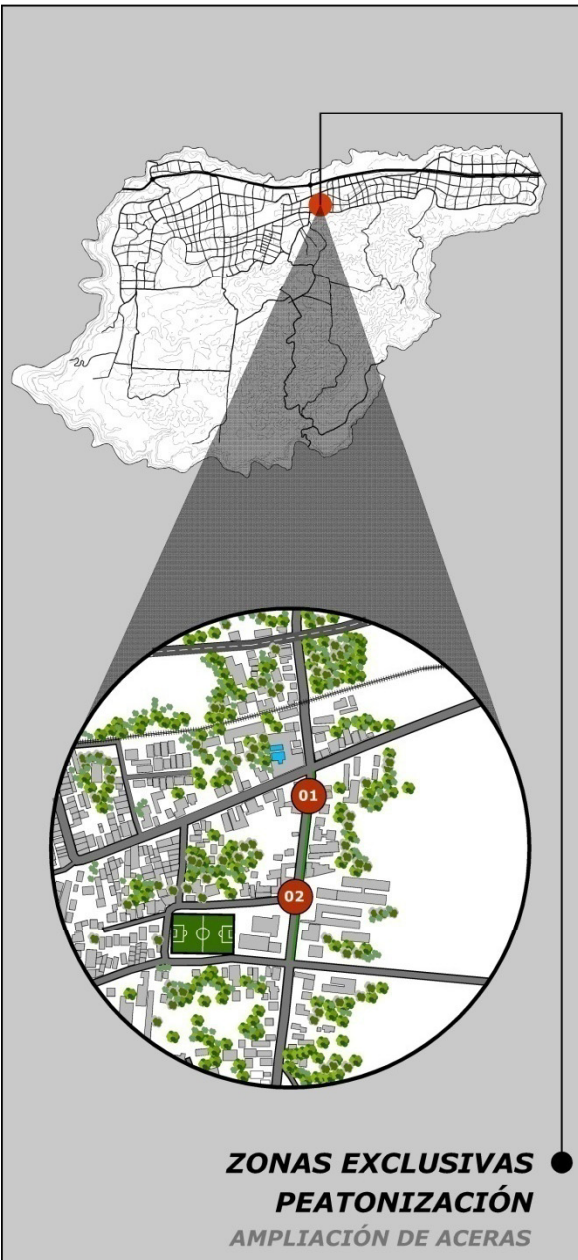 01
02
ZONAS EXCLUSIVAS
PEATONIZACIÓN
AMPLIACIÓN DE ACERAS